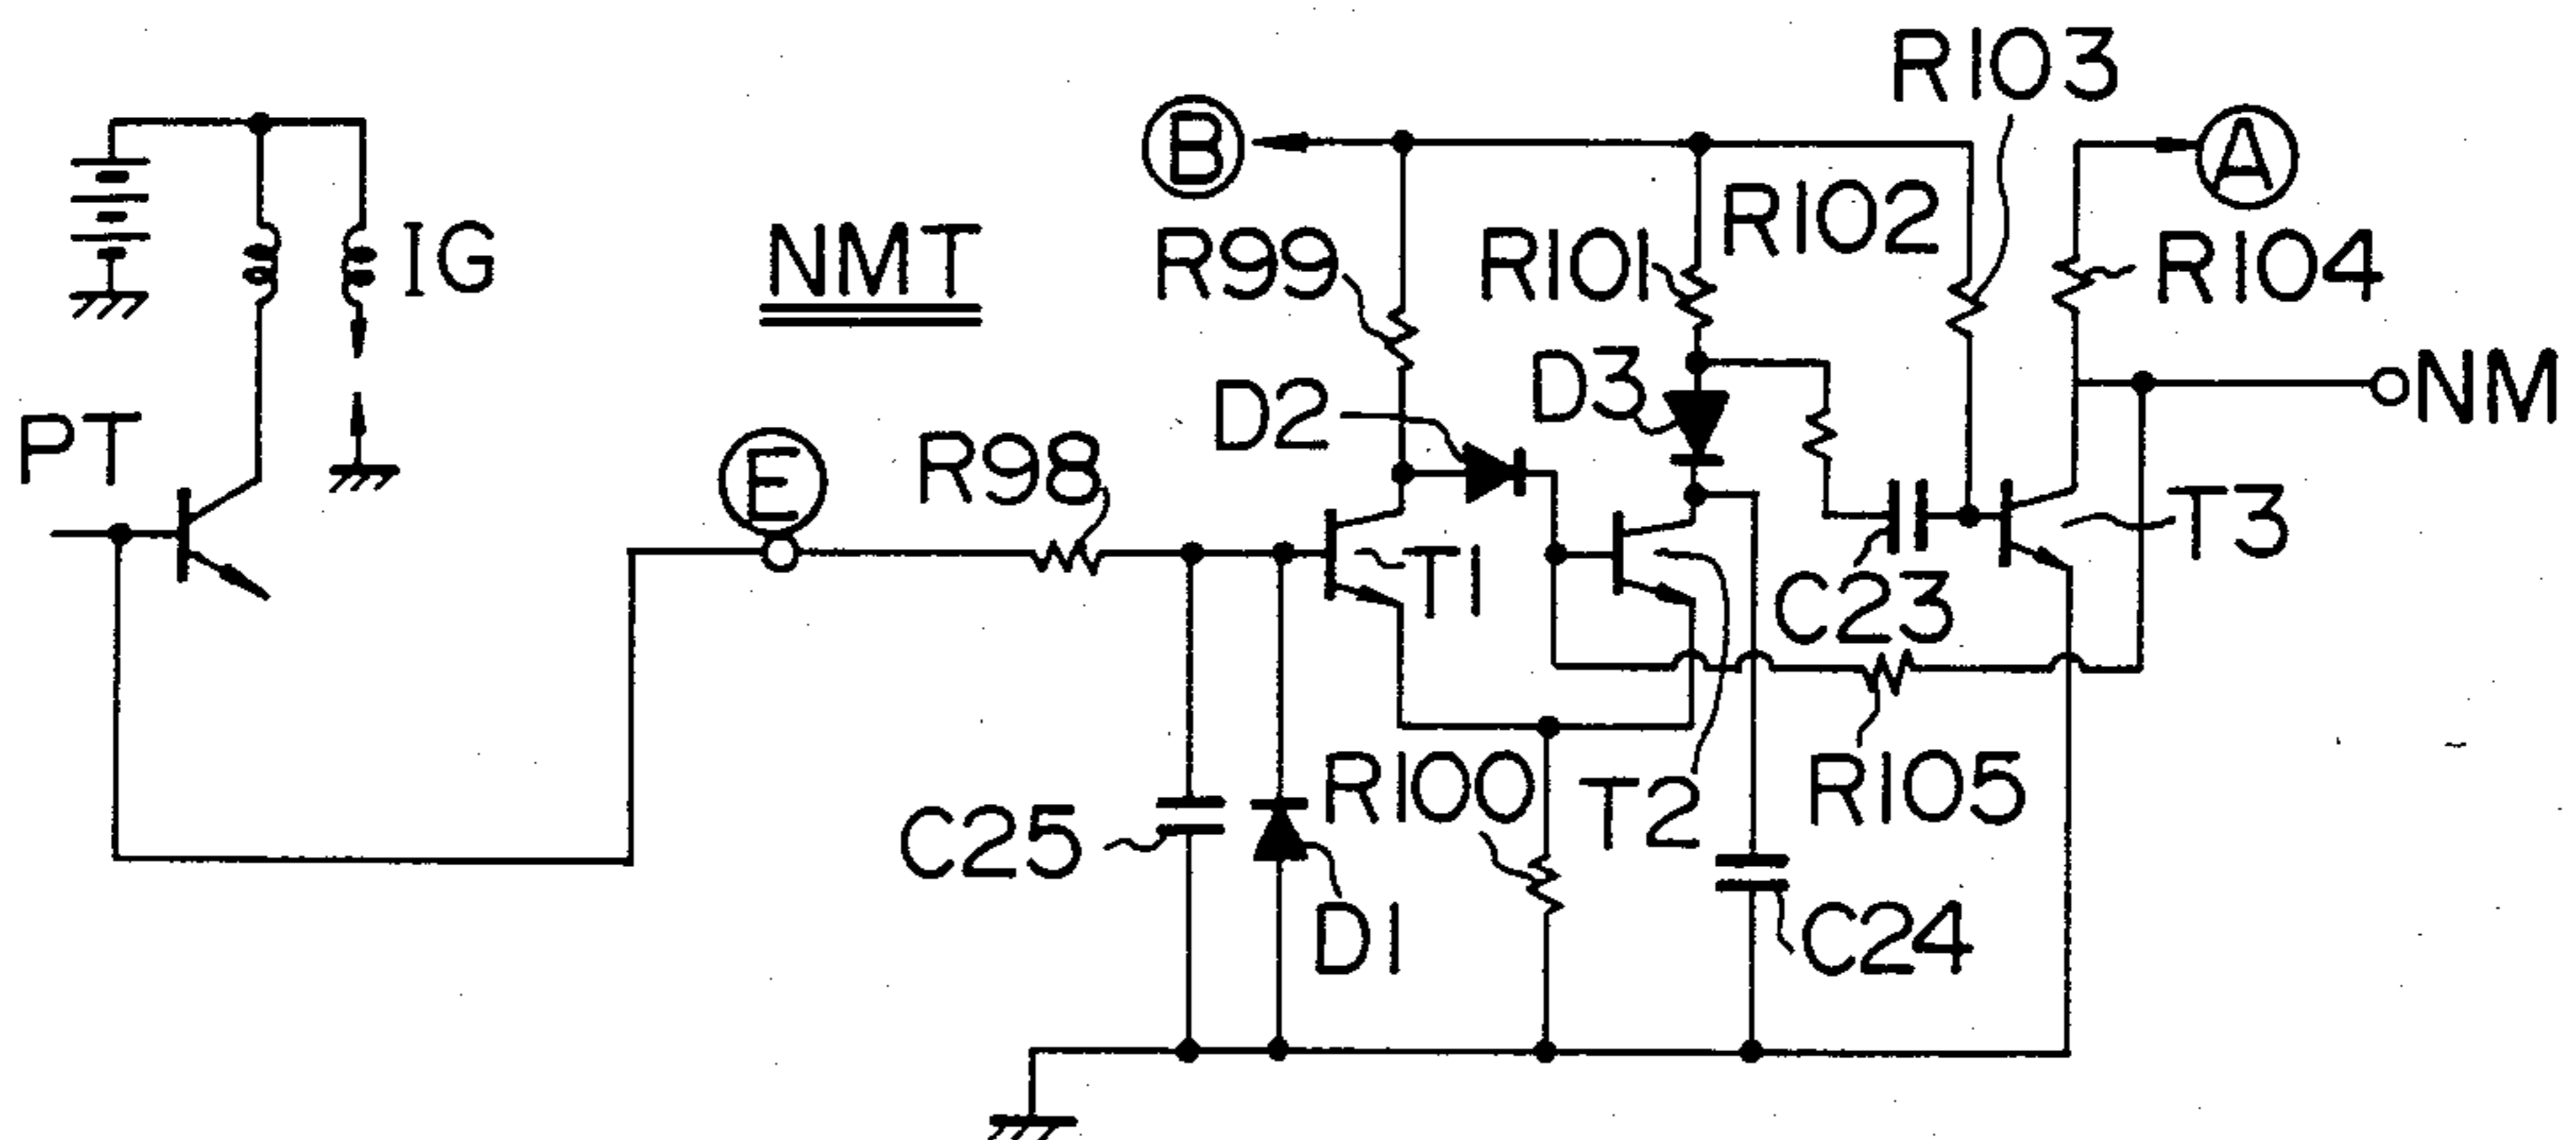 R103
B
A
R102
IG
NMT
R99
R101
R104
D2
D3
NM
PT
E
R98
T1
T3
C23
R100
T2
R105
C25
D1
C24